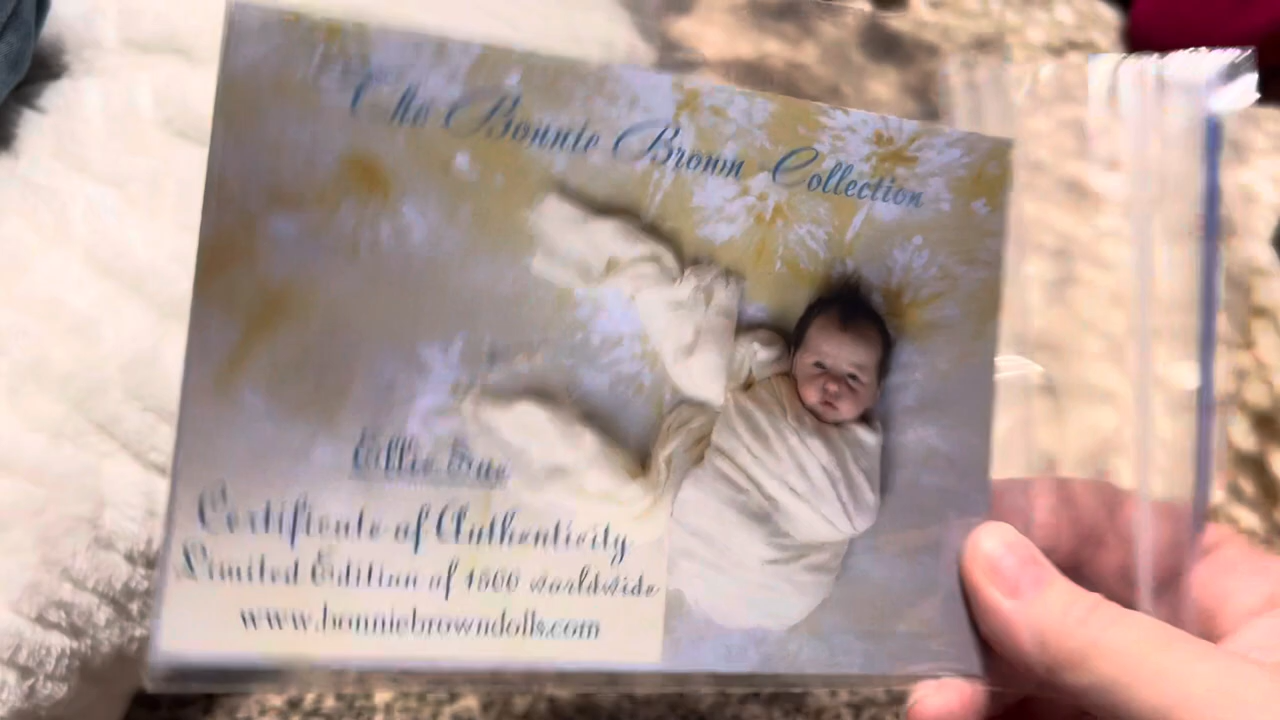 The Bonnie Brown Collection
Ellie Sue
Certificate of Authenticity
Limited Edition of 1500 worldwide
www.bonniebrowndolls.com